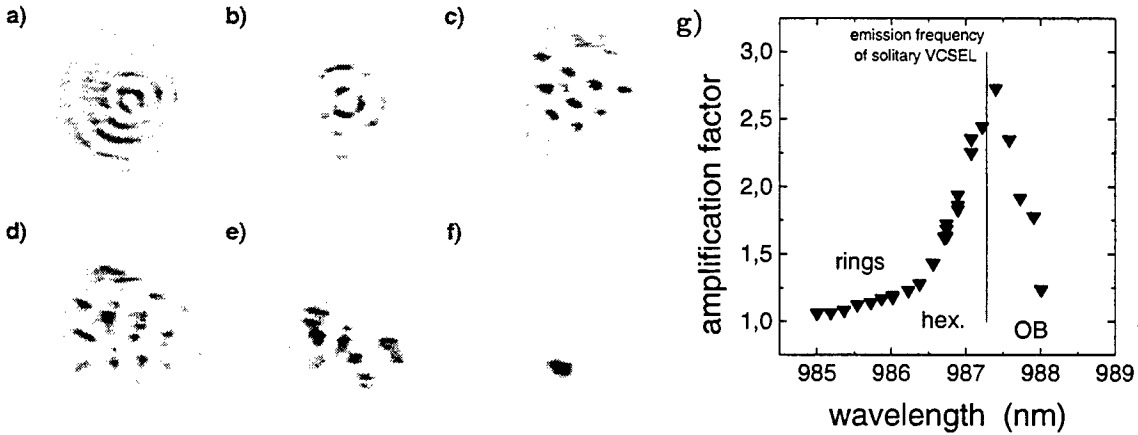 a)
b)
c)
d)
e)
f)
g)
emission frequency
of solitary VCSEL
3,0
2,5
2,0
1,5
1,0
amplification factor
rings
hex.
OB
985 986 987 988 989
wavelength (nm)